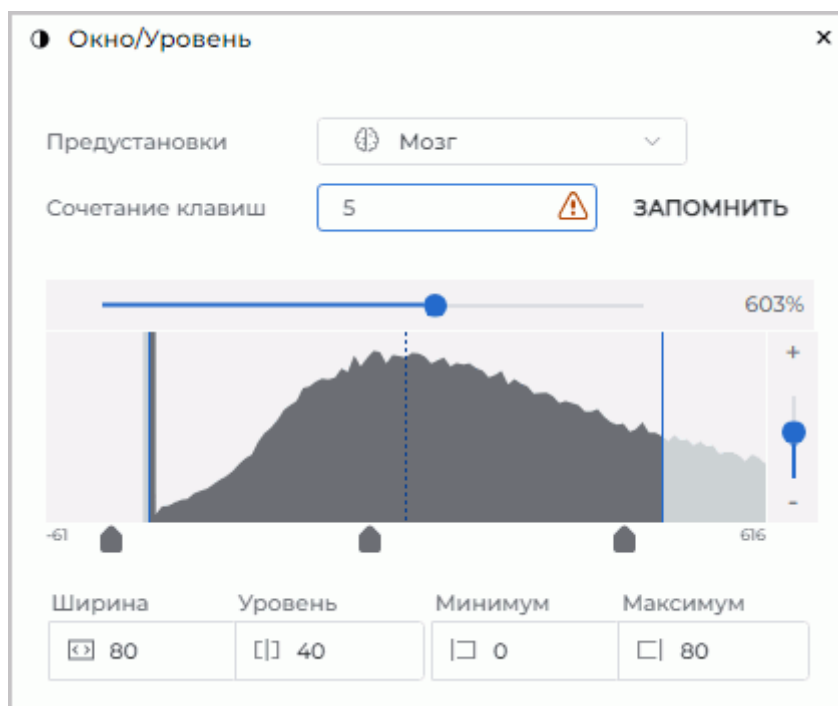 Окно/Уровень ×
Предустановки Мозг
Сочетание клавиш 5 ЗАПОМНИТЬ
603%
+
-
-61 616
Ширина Уровень Минимум Максимум
80 40 0 80